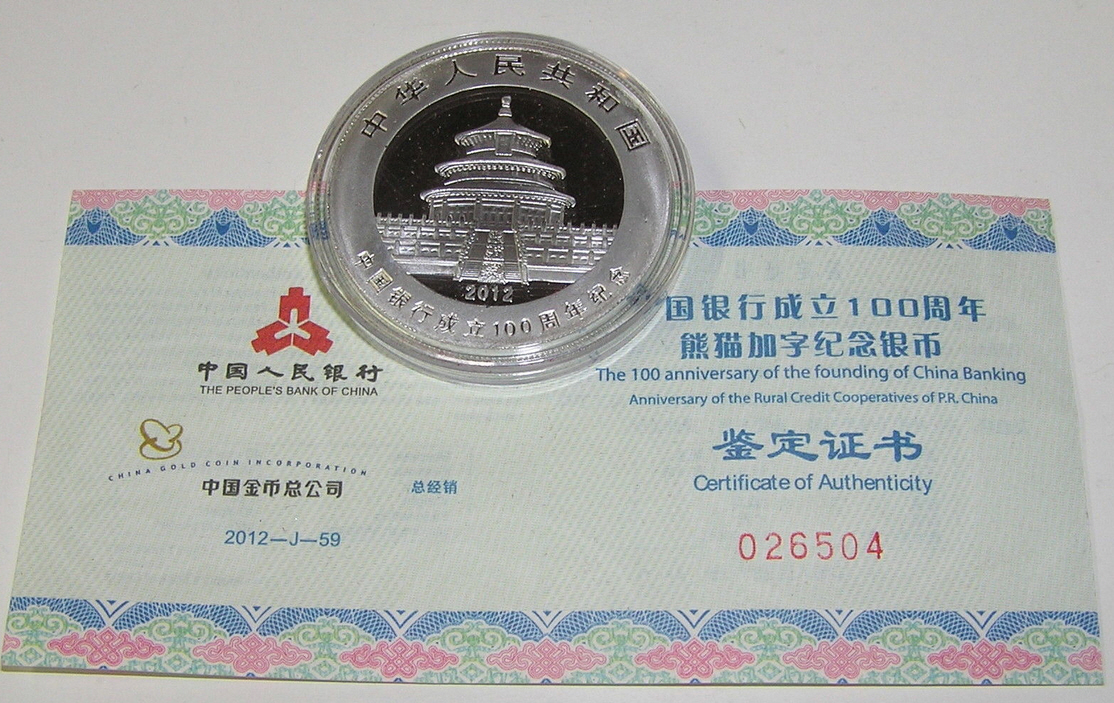 中华人民共和国
2012
中国银行成立100周年纪念
中国人民银行
THE PEOPLE'S BANK OF CHINA
CHINA GOLD COIN INCORPORATION
中国金币总公司
总经销
2012—J—59
国银行成立100周年
熊猫加字纪念银币
The 100 anniversary of the founding of China Banking
Anniversary of the Rural Credit Cooperatives of P.R. China
鉴定证书
Certificate of Authenticity
026504